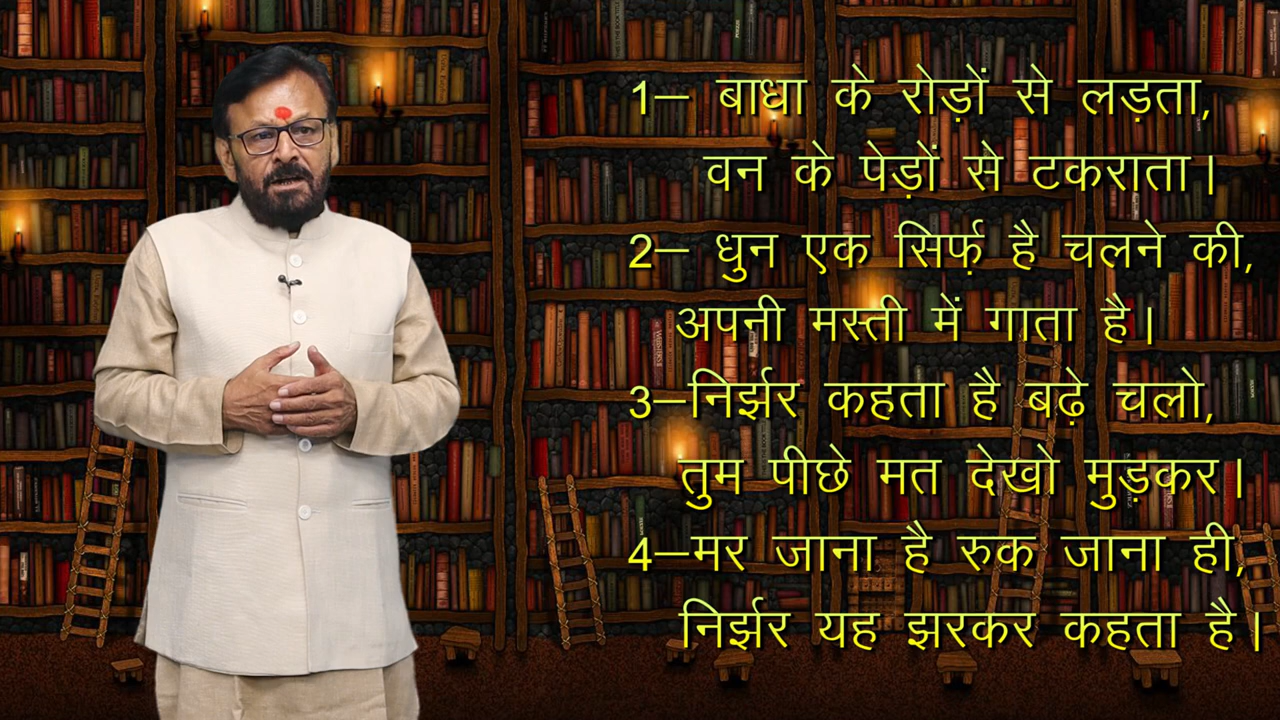 1– बाधा के रोड़ों से लड़ता,
वन के पेड़ों से टकराता।
2– धुन एक सिर्फ़ है चलने की,
अपनी मस्ती में गाता है।
3–निर्झर कहता है बढ़े चलो,
तुम पीछे मत देखो मुड़कर।
4–मर जाना है रुक जाना ही,
निर्झर यह झरकर कहता है।